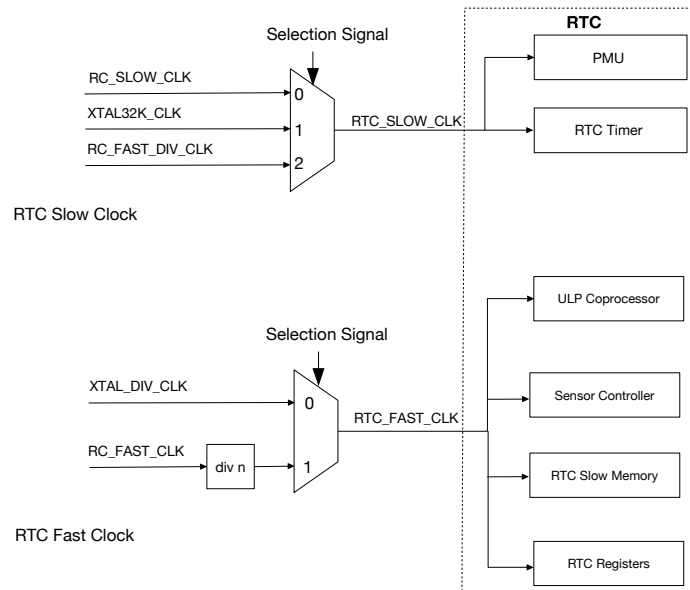 RTC
Selection Signal
PMU
RC_SLOW_CLK
0
XTAL32K_CLK
1
RTC_SLOW_CLK
RTC Timer
RC_FAST_DIV_CLK
2
RTC Slow Clock
ULP Coprocessor
Selection Signal
XTAL_DIV_CLK
0
Sensor Controller
RTC_FAST_CLK
RC_FAST_CLK
div n
1
RTC Slow Memory
RTC Fast Clock
RTC Registers